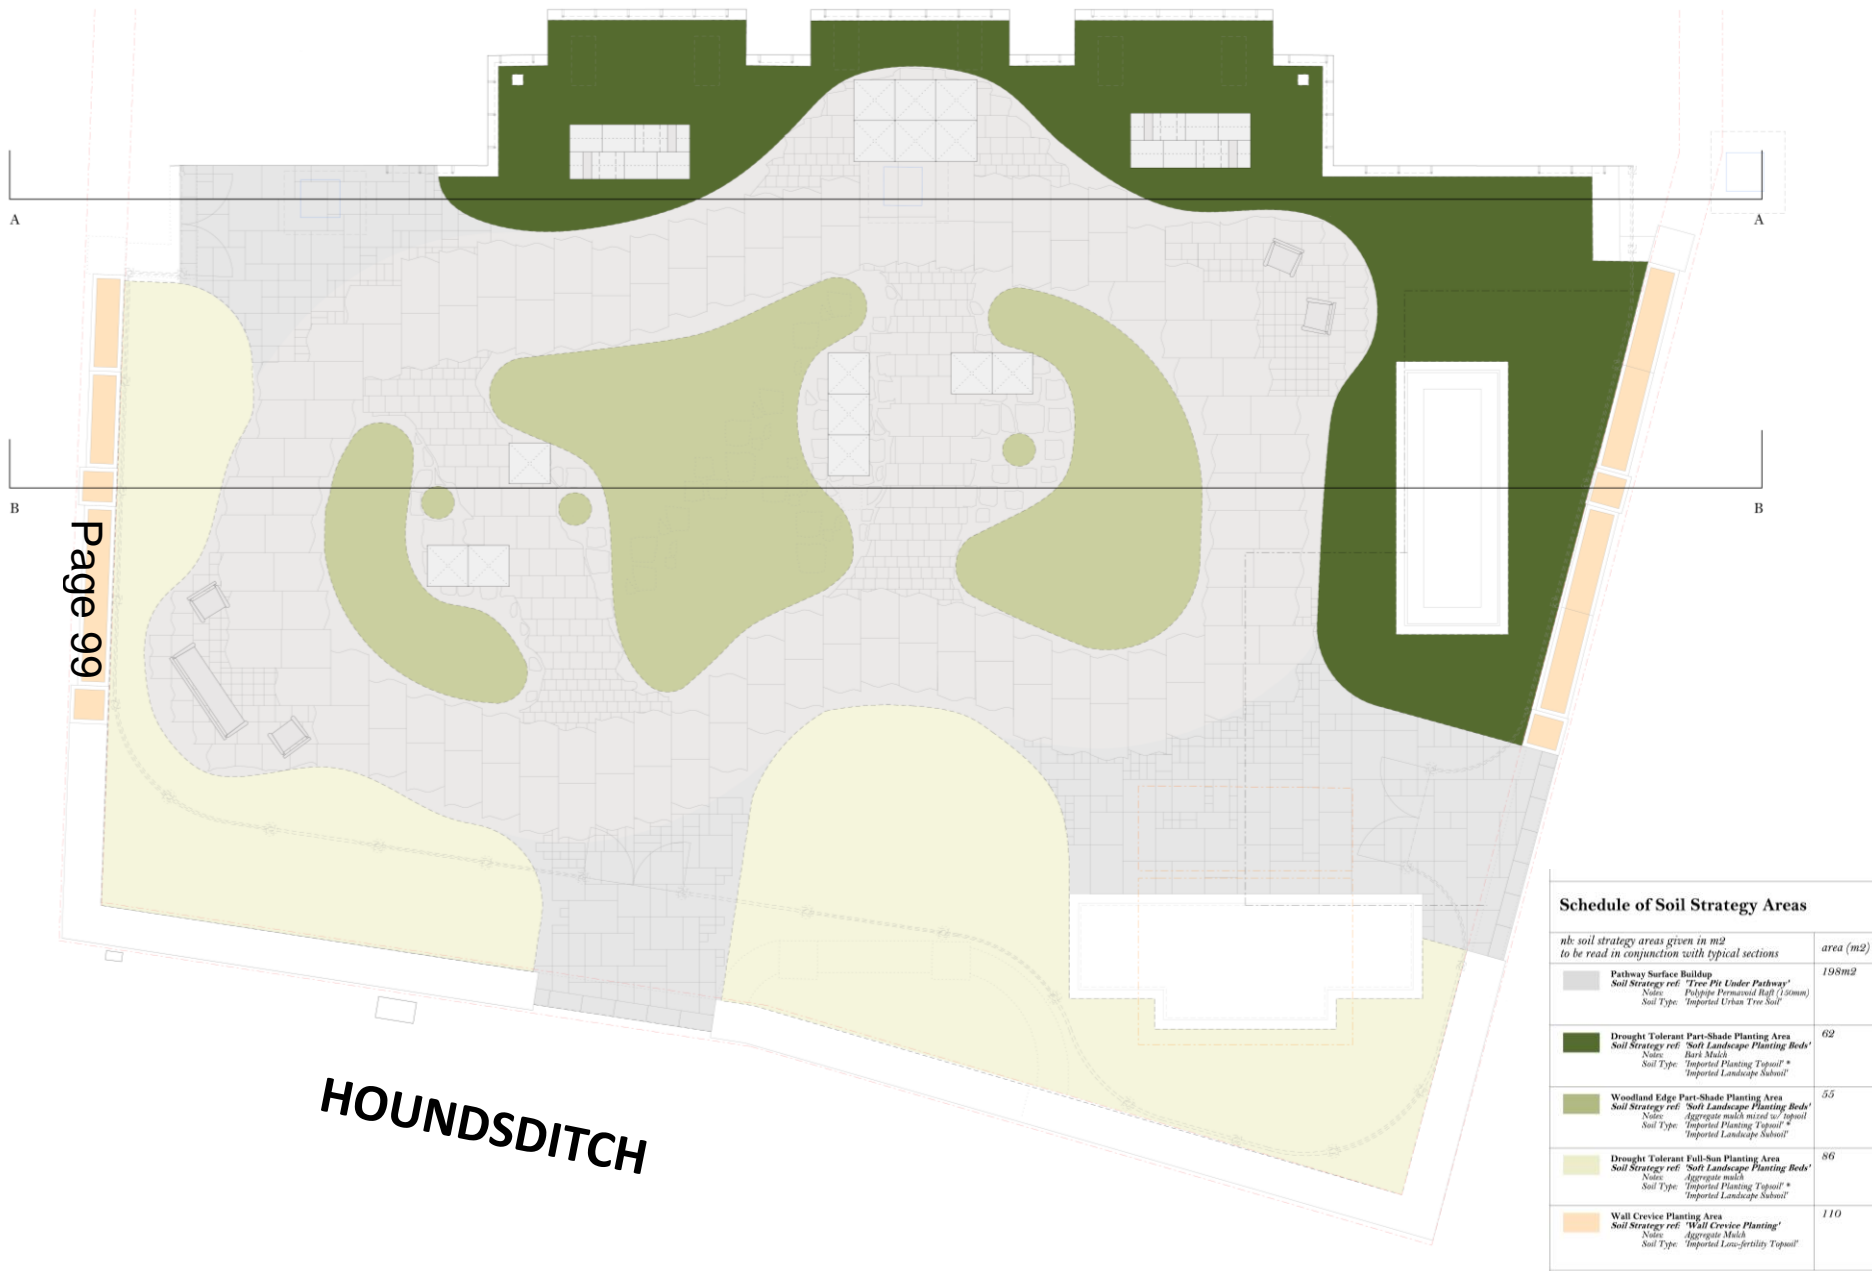 A
A
B
B
Page 99
HOUNDSDITCH
Schedule of Soil Strategy Areas
nb: soil strategy areas given in m2
to be read in conjunction with typical sections
area (m2)
Pathway Surface Buildup
198m2
Soil Strategy ref: 'Tree Pit Under Pathway'
Notes: Polypipe Permavoid Raft (150mm)
Soil Type: 'Imported Urban Tree Soil'
Drought Tolerant Part-Shade Planting Area
62
Soil Strategy ref: 'Soft Landscape Planting Beds'
Notes: Bark Mulch
Soil Type: 'Imported Planting Topsoil' *
'Imported Landscape Subsoil'
Woodland Edge Part-Shade Planting Area
55
Soil Strategy ref: 'Soft Landscape Planting Beds'
Notes: Aggregate mulch mixed w/ topsoil
Soil Type: 'Imported Planting Topsoil' *
'Imported Landscape Subsoil'
Drought Tolerant Full-Sun Planting Area
86
Soil Strategy ref: 'Soft Landscape Planting Beds'
Notes: Aggregate mulch
Soil Type: 'Imported Planting Topsoil' *
'Imported Landscape Subsoil'
Wall Crevice Planting Area
110
Soil Strategy ref: 'Wall Crevice Planting'
Notes: Aggregate Mulch
Soil Type: 'Imported Low-fertility Topsoil'